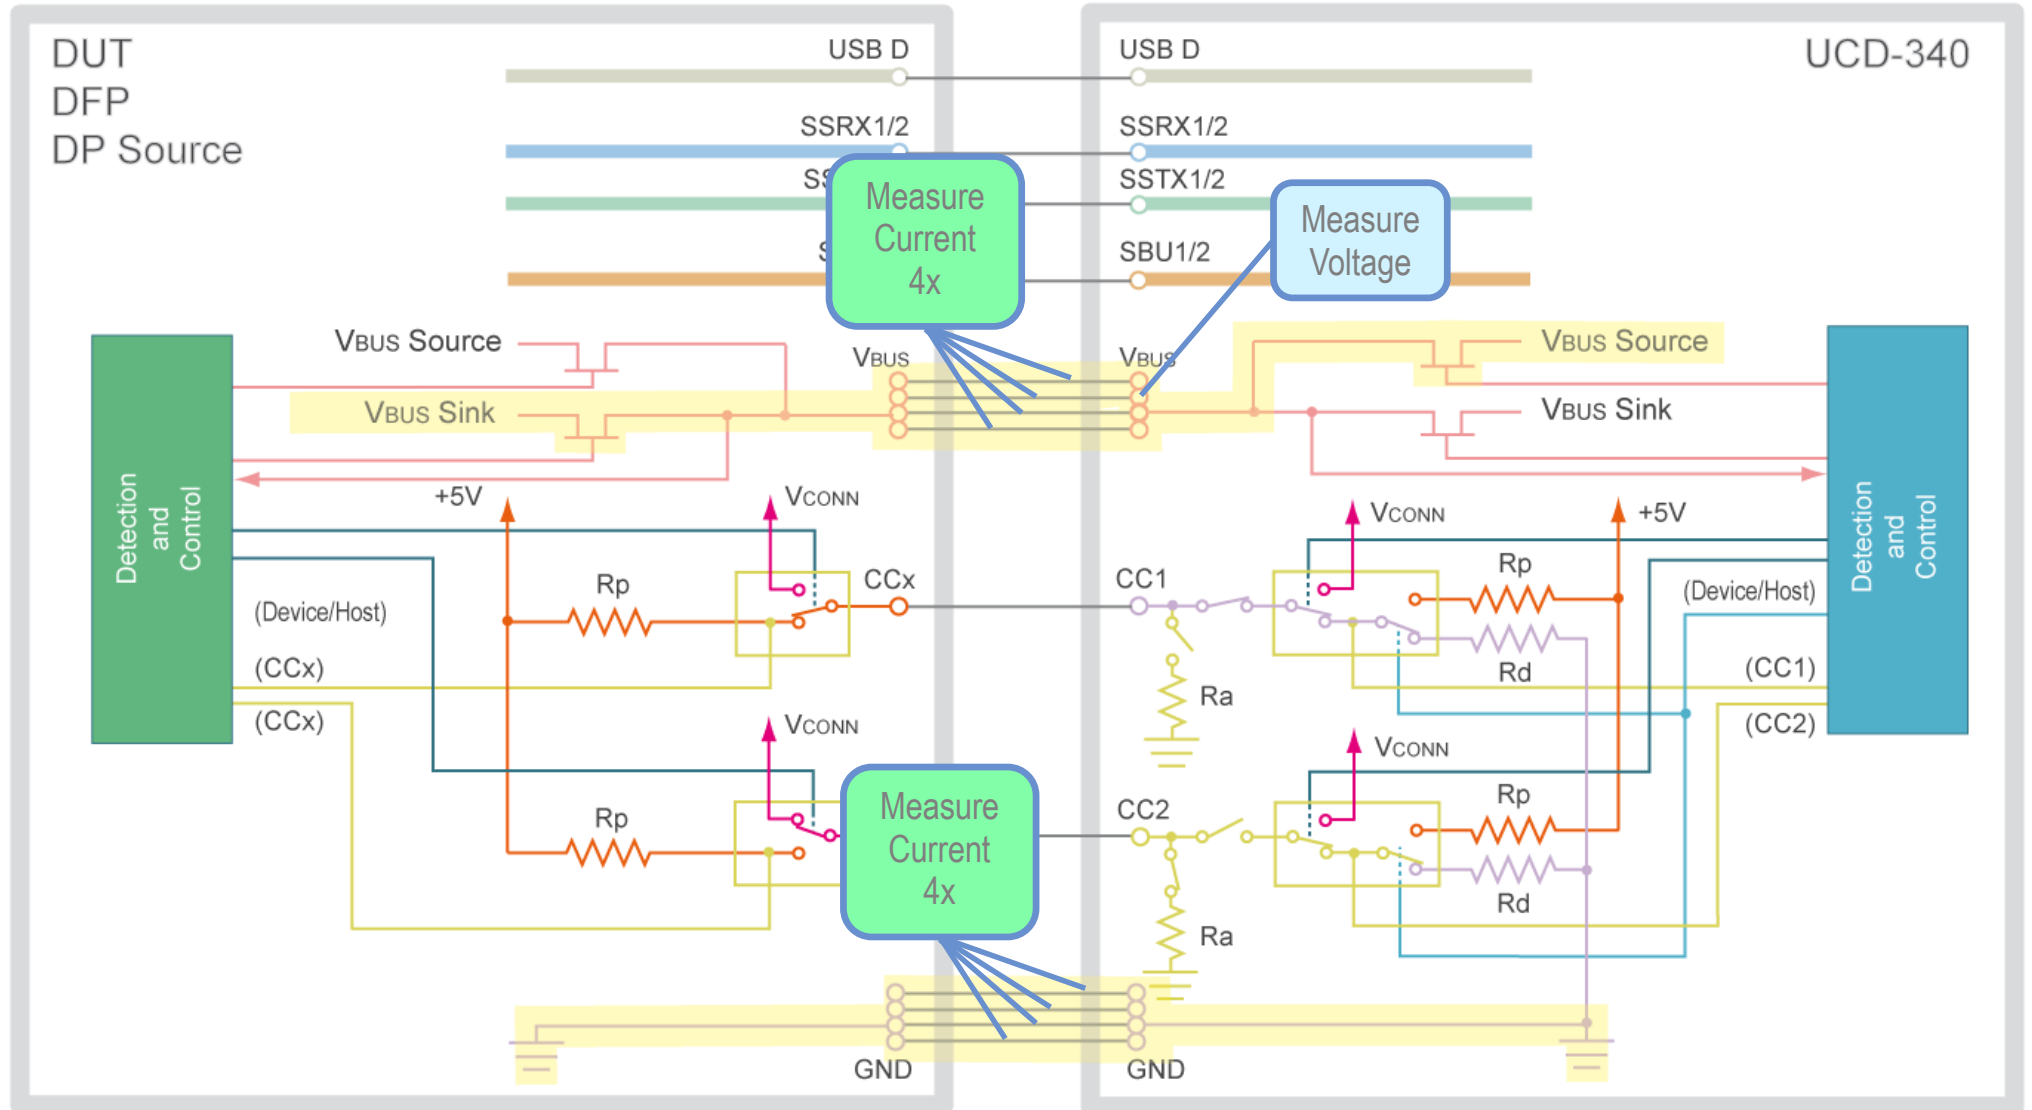 DUT
DFP
DP Source
UCD-340
USB D
USB D
SSRX1/2
SSRX1/2
SSTX1/2
SBU1/2
Measure
Current
4x
Measure
Voltage
VBUS Source
VBUS
VBUS
VBUS Source
VBUS Sink
VBUS Sink
+5V
VCONN
VCONN
+5V
Detection
and
Control
Detection
and
Control
Rp
CCx
CC1
Rp
(Device/Host)
(Device/Host)
(CCx)
Ra
Rd
(CC1)
(CCx)
(CC2)
VCONN
VCONN
Rp
Measure
Current
4x
CC2
Rp
Ra
Rd
GND
GND